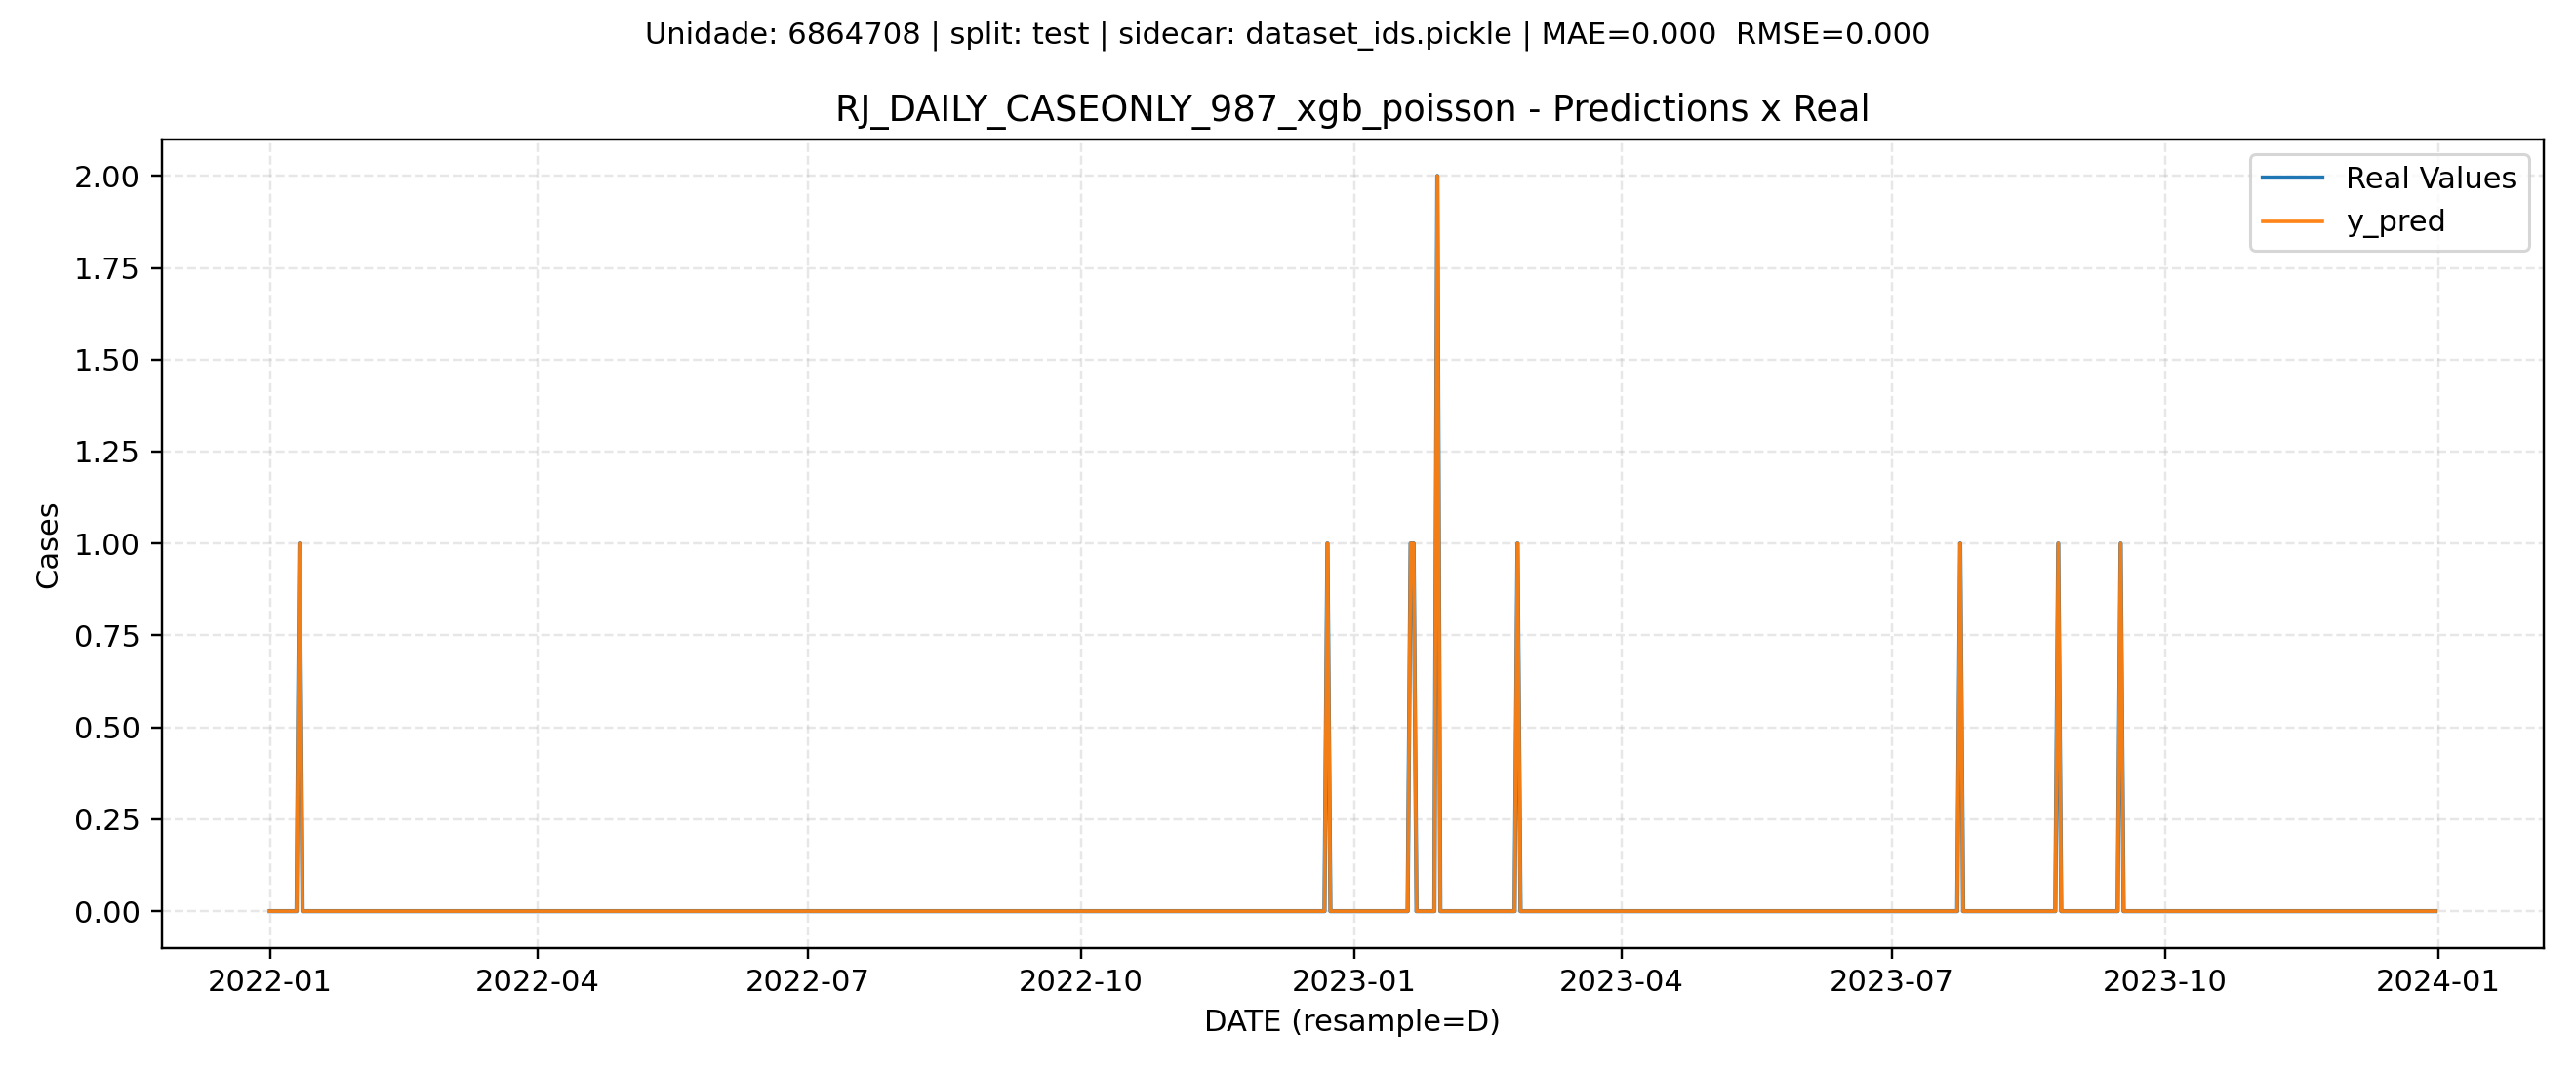 Unidade: 6864708 | split: test | sidecar: dataset_ids.pickle | MAE=0.000  RMSE=0.000
RJ_DAILY_CASEONLY_987_xgb_poisson - Predictions x Real
Real Values
y_pred
Cases
2.00
1.75
1.50
1.25
1.00
0.75
0.50
0.25
0.00
2022-01 2022-04 2022-07 2022-10 2023-01 2023-04 2023-07 2023-10 2024-01
DATE (resample=D)